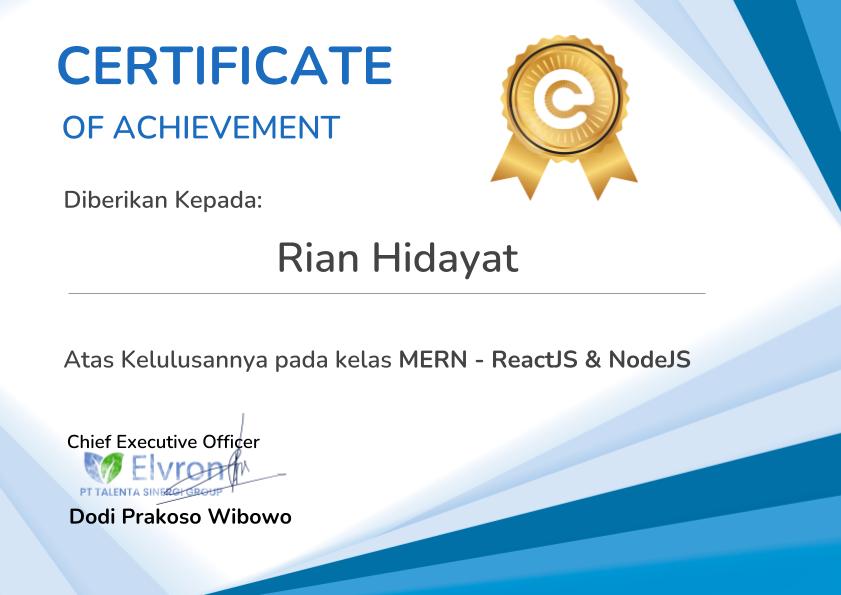 CERTIFICATE
OF ACHIEVEMENT
Diberikan Kepada:
Rian Hidayat
Atas Kelulusannya pada kelas MERN - ReactJS & NodeJS
Chief Executive Officer
Elvron
PT TALENTA SINERGI GROUP
Dodi Prakoso Wibowo